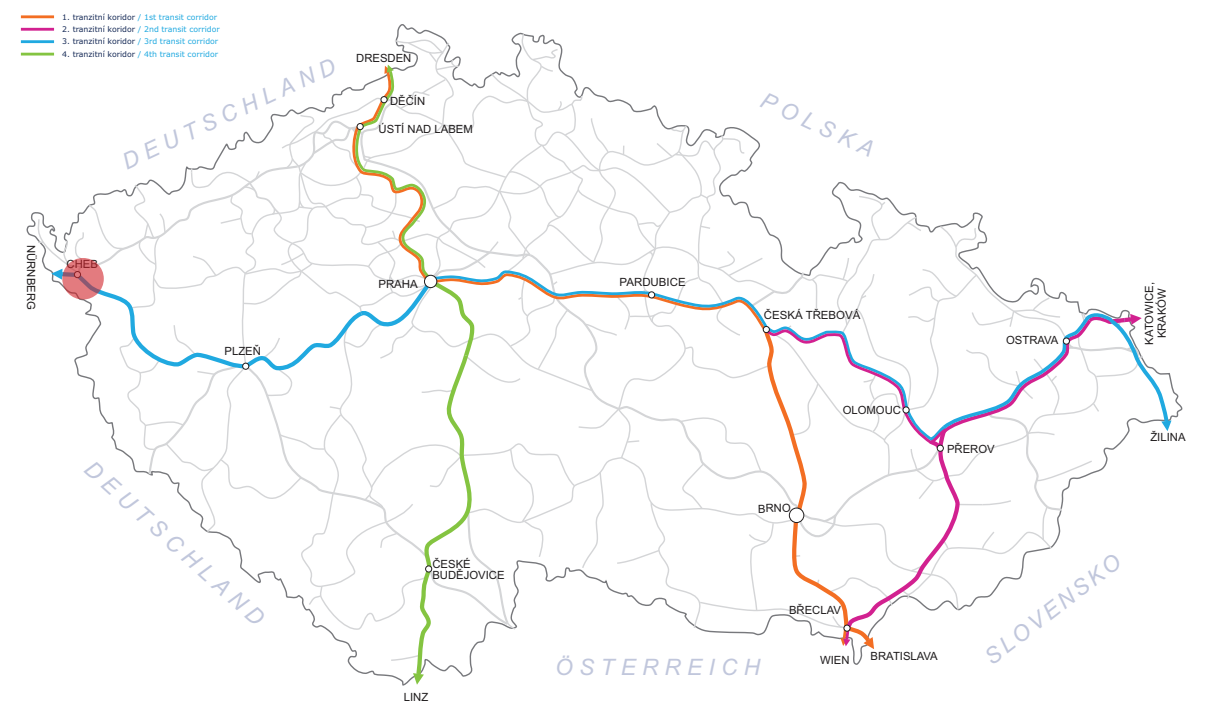 1. tranzitní koridor / 1st transit corridor
2. tranzitní koridor / 2nd transit corridor
3. tranzitní koridor / 3rd transit corridor
4. tranzitní koridor / 4th transit corridor
DRESDEN
DĚČÍN
ÚSTÍ NAD LABEM
DEUTSCHLAND
POLSKA
NÜRNBERG
CHEB
PRAHA
PARDUBICE
ČESKÁ TŘEBOVÁ
KATOWICE,
KRAKÓW
OSTRAVA
PLZEŇ
OLOMOUC
ŽILINA
PŘEROV
DEUTSCHLAND
BRNO
ČESKÉ
BUDĚJOVICE
BŘECLAV
SLOVENSKO
WIEN
BRATISLAVA
ÖSTERREICH
LINZ